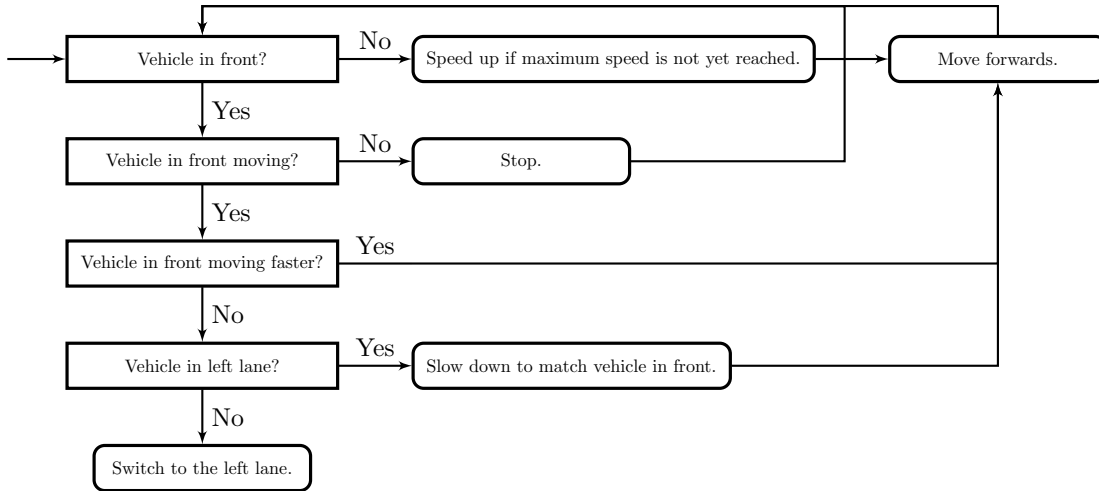 Vehicle in front?
No
Speed up if maximum speed is not yet reached.
Move forwards.
Yes
Vehicle in front moving?
No
Stop.
Yes
Vehicle in front moving faster?
Yes
No
Vehicle in left lane?
Yes
Slow down to match vehicle in front.
No
Switch to the left lane.